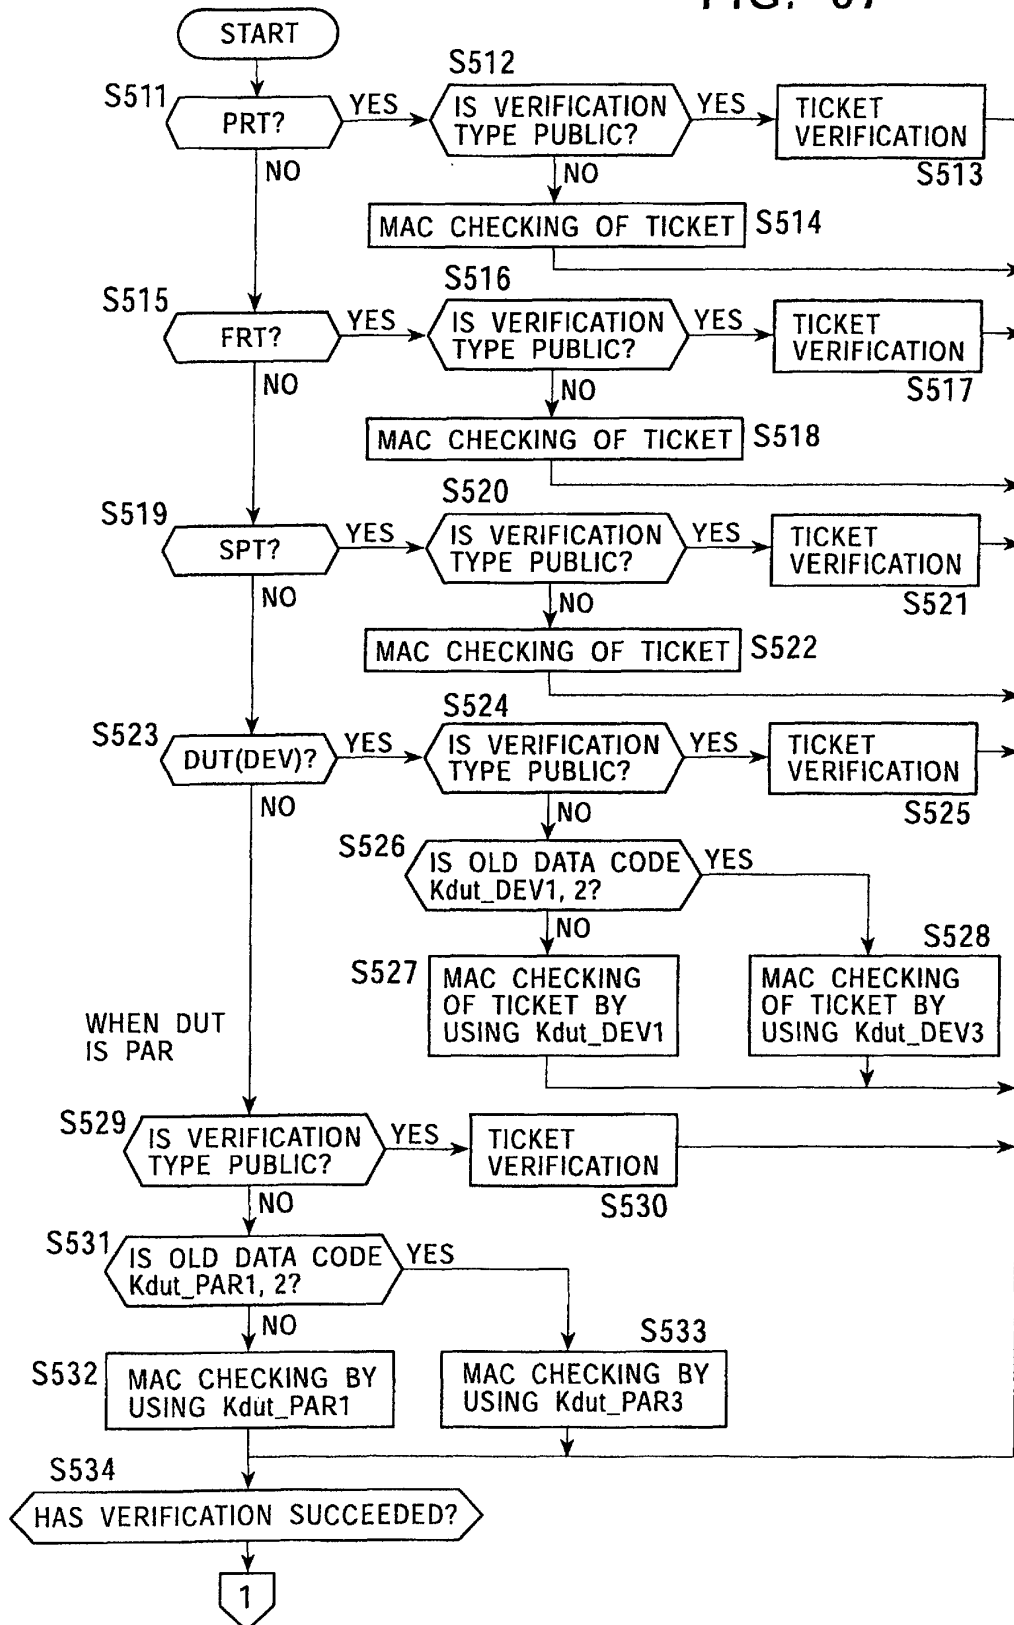 START
S511
PRT?
YES
S512
IS VERIFICATION
TYPE PUBLIC?
YES
TICKET
VERIFICATION
S513
NO
NO
MAC CHECKING OF TICKET
S514
S515
FRT?
YES
S516
IS VERIFICATION
TYPE PUBLIC?
YES
TICKET
VERIFICATION
S517
NO
NO
MAC CHECKING OF TICKET
S518
S519
SPT?
YES
S520
IS VERIFICATION
TYPE PUBLIC?
YES
TICKET
VERIFICATION
S521
NO
NO
MAC CHECKING OF TICKET
S522
S523
DUT(DEV)?
YES
S524
IS VERIFICATION
TYPE PUBLIC?
YES
TICKET
VERIFICATION
S525
NO
NO
S526
IS OLD DATA CODE
Kdut_DEV1, 2?
YES
NO
S527
MAC CHECKING
OF TICKET BY
USING Kdut_DEV1
S528
MAC CHECKING
OF TICKET BY
USING Kdut_DEV3
WHEN DUT
IS PAR
S529
IS VERIFICATION
TYPE PUBLIC?
YES
TICKET
VERIFICATION
S530
NO
S531
IS OLD DATA CODE
Kdut_PAR1, 2?
YES
NO
S532
MAC CHECKING BY
USING Kdut_PAR1
S533
MAC CHECKING BY
USING Kdut_PAR3
S534
HAS VERIFICATION SUCCEEDED?
1